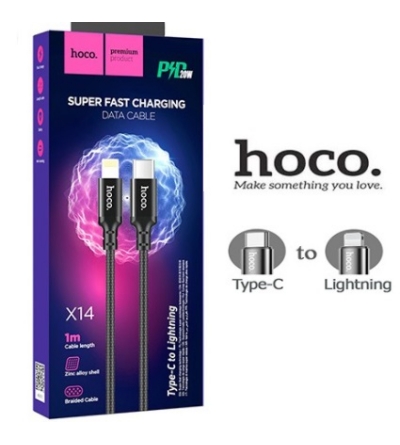 hoco.
premium
product
PD 20W
SUPER FAST CHARGING
DATA CABLE
hoco.
hoco.
X14
1m
Cable length
Zinc alloy shell
Braided Cable
Type-C to Lightning
hoco.
Make something you love.
hoco.
to
hoco.
Type-C
Lightning